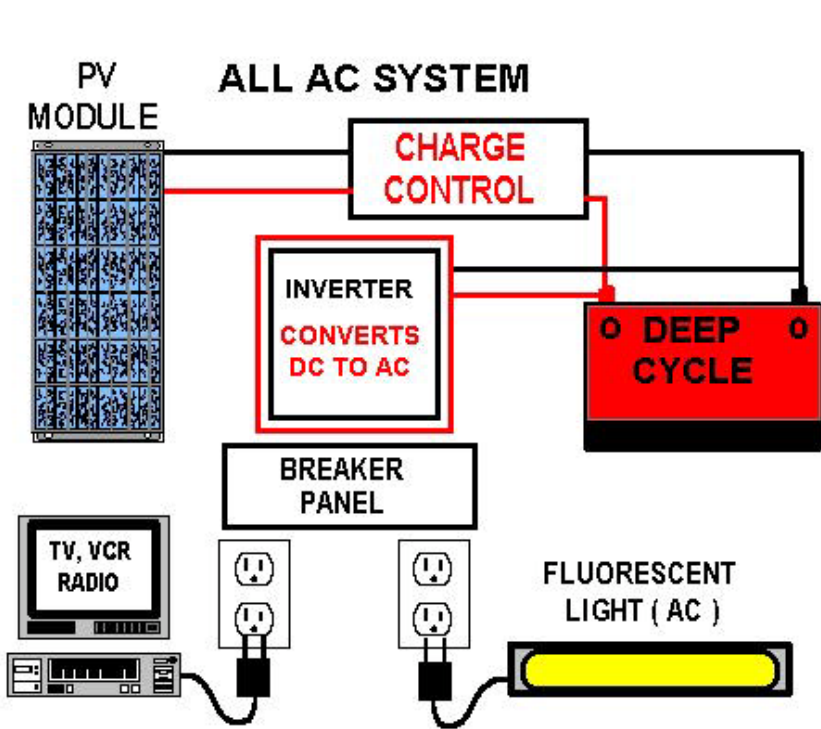 PV
MODULE
ALL AC SYSTEM
CHARGE
CONTROL
INVERTER
CONVERTS
DC TO AC
DEEP
CYCLE
BREAKER
PANEL
TV, VCR
RADIO
FLUORESCENT
LIGHT ( AC )